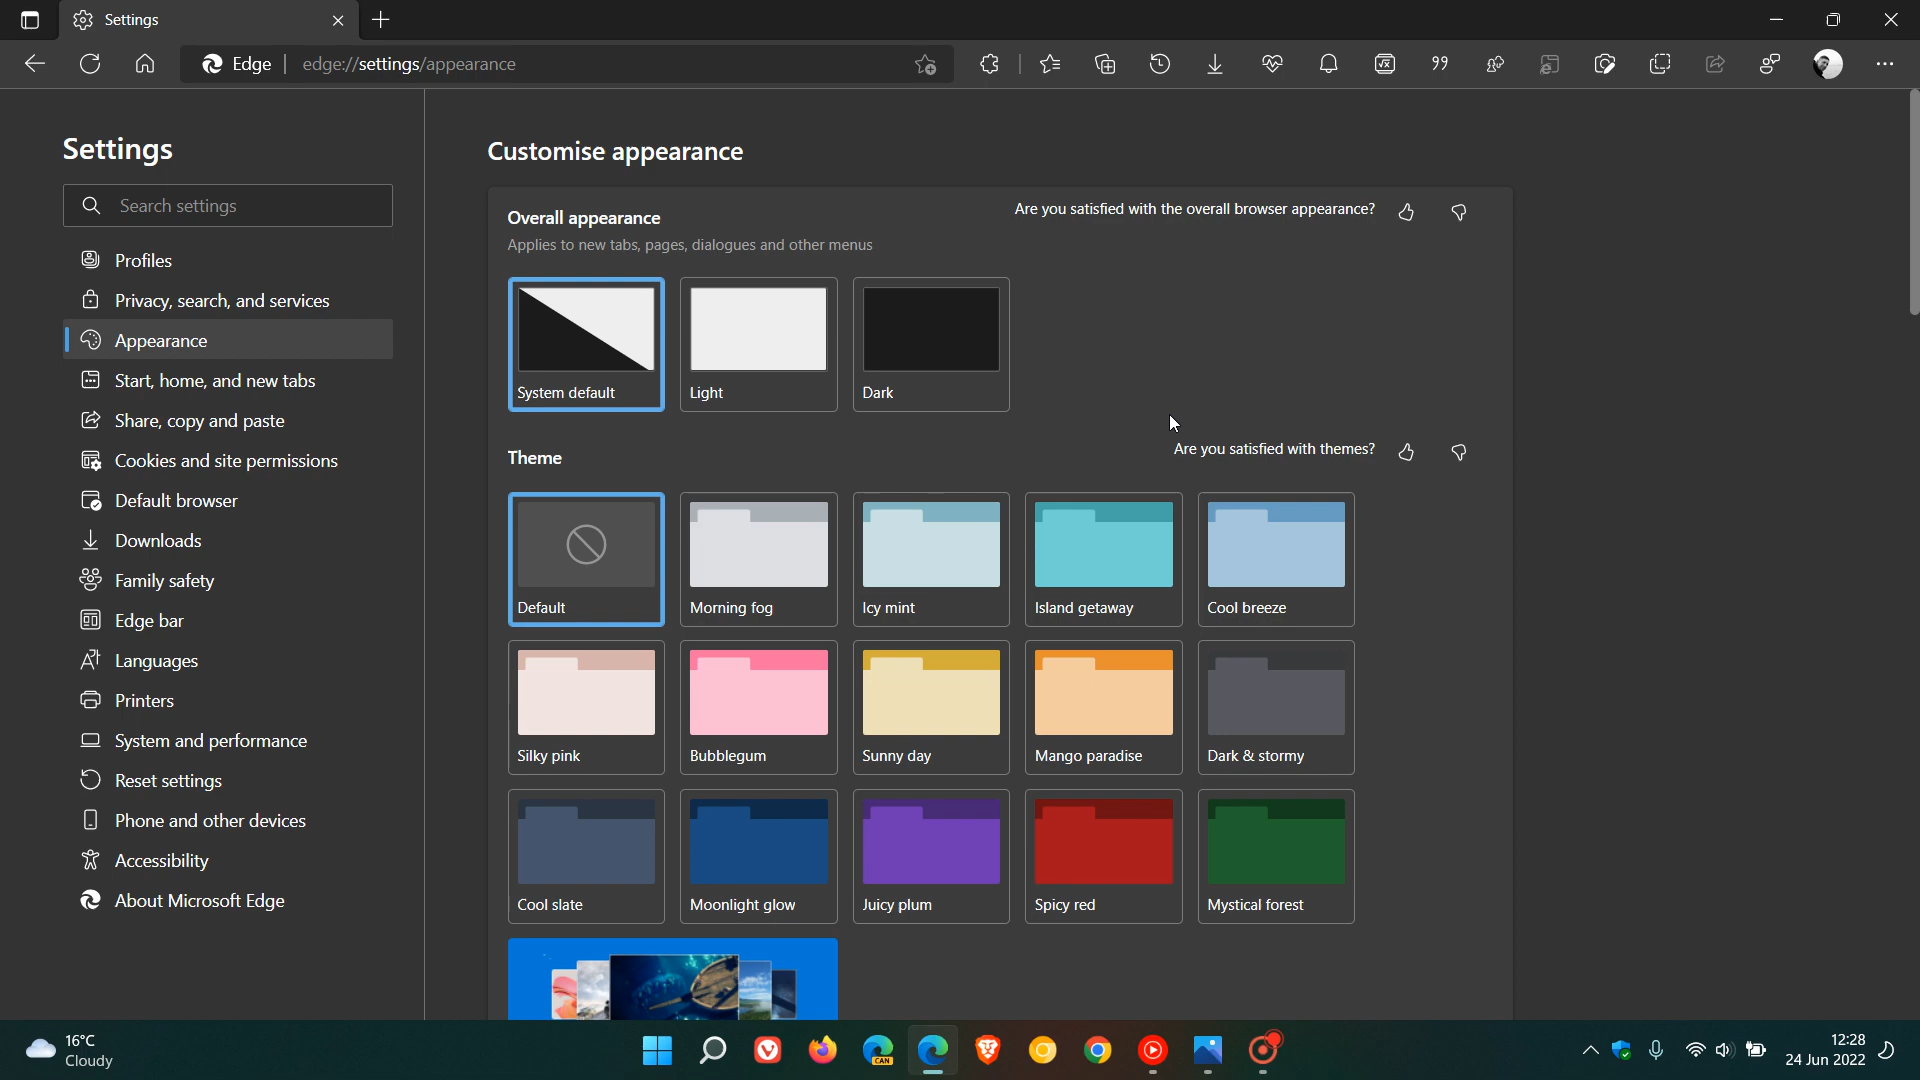 Settings
Edge
edge://settings/appearance
Settings
Search settings
Profiles
Privacy, search, and services
Appearance
Start, home, and new tabs
Share, copy and paste
Cookies and site permissions
Default browser
Downloads
Family safety
Edge bar
Languages
Printers
System and performance
Reset settings
Phone and other devices
Accessibility
About Microsoft Edge
Customise appearance
Overall appearance
Are you satisfied with the overall browser appearance?
Applies to new tabs, pages, dialogues and other menus
System default
Light
Dark
Theme
Are you satisfied with themes?
Default
Morning fog
Icy mint
Island getaway
Cool breeze
Silky pink
Bubblegum
Sunny day
Mango paradise
Dark & stormy
Cool slate
Moonlight glow
Juicy plum
Spicy red
Mystical forest
16°C
Cloudy
CAN
12:28
24 Jun 2022